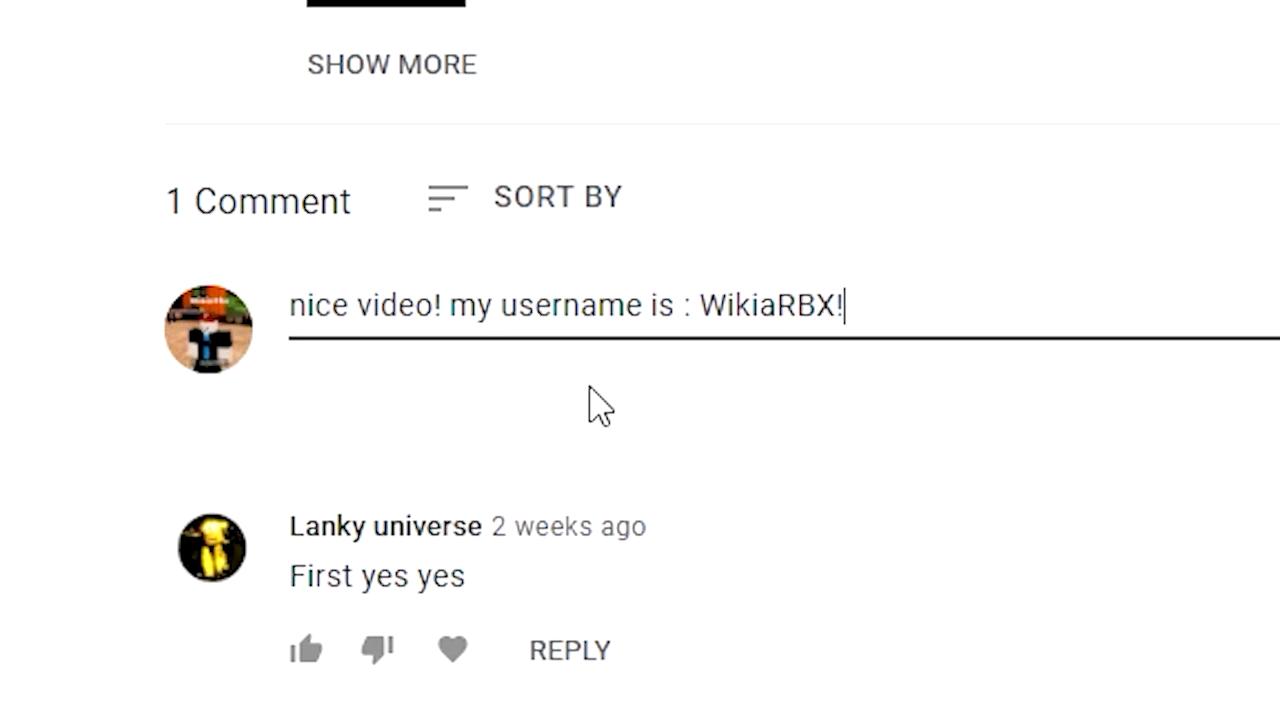 SHOW MORE
1 Comment SORT BY
nice video! my username is : WikiaRBX!
Lanky universe 2 weeks ago
First yes yes
REPLY